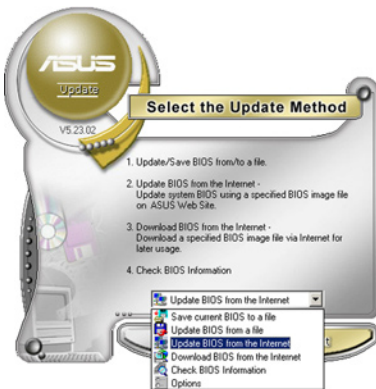 ASUS
Update
V5.23.02
Select the Update Method
1. Update/Save BIOS from/to a file.
2. Update BIOS from the Internet -
Update system BIOS using a specified BIOS image file
on ASUS Web Site.
3. Download BIOS from the Internet -
Download a specified BIOS image file via Internet for
later usage.
4. Check BIOS Information
Update BIOS from the Internet
Save current BIOS to a file
Update BIOS from a file
Update BIOS from the Internet
Download BIOS from the Internet
Check BIOS Information
Options